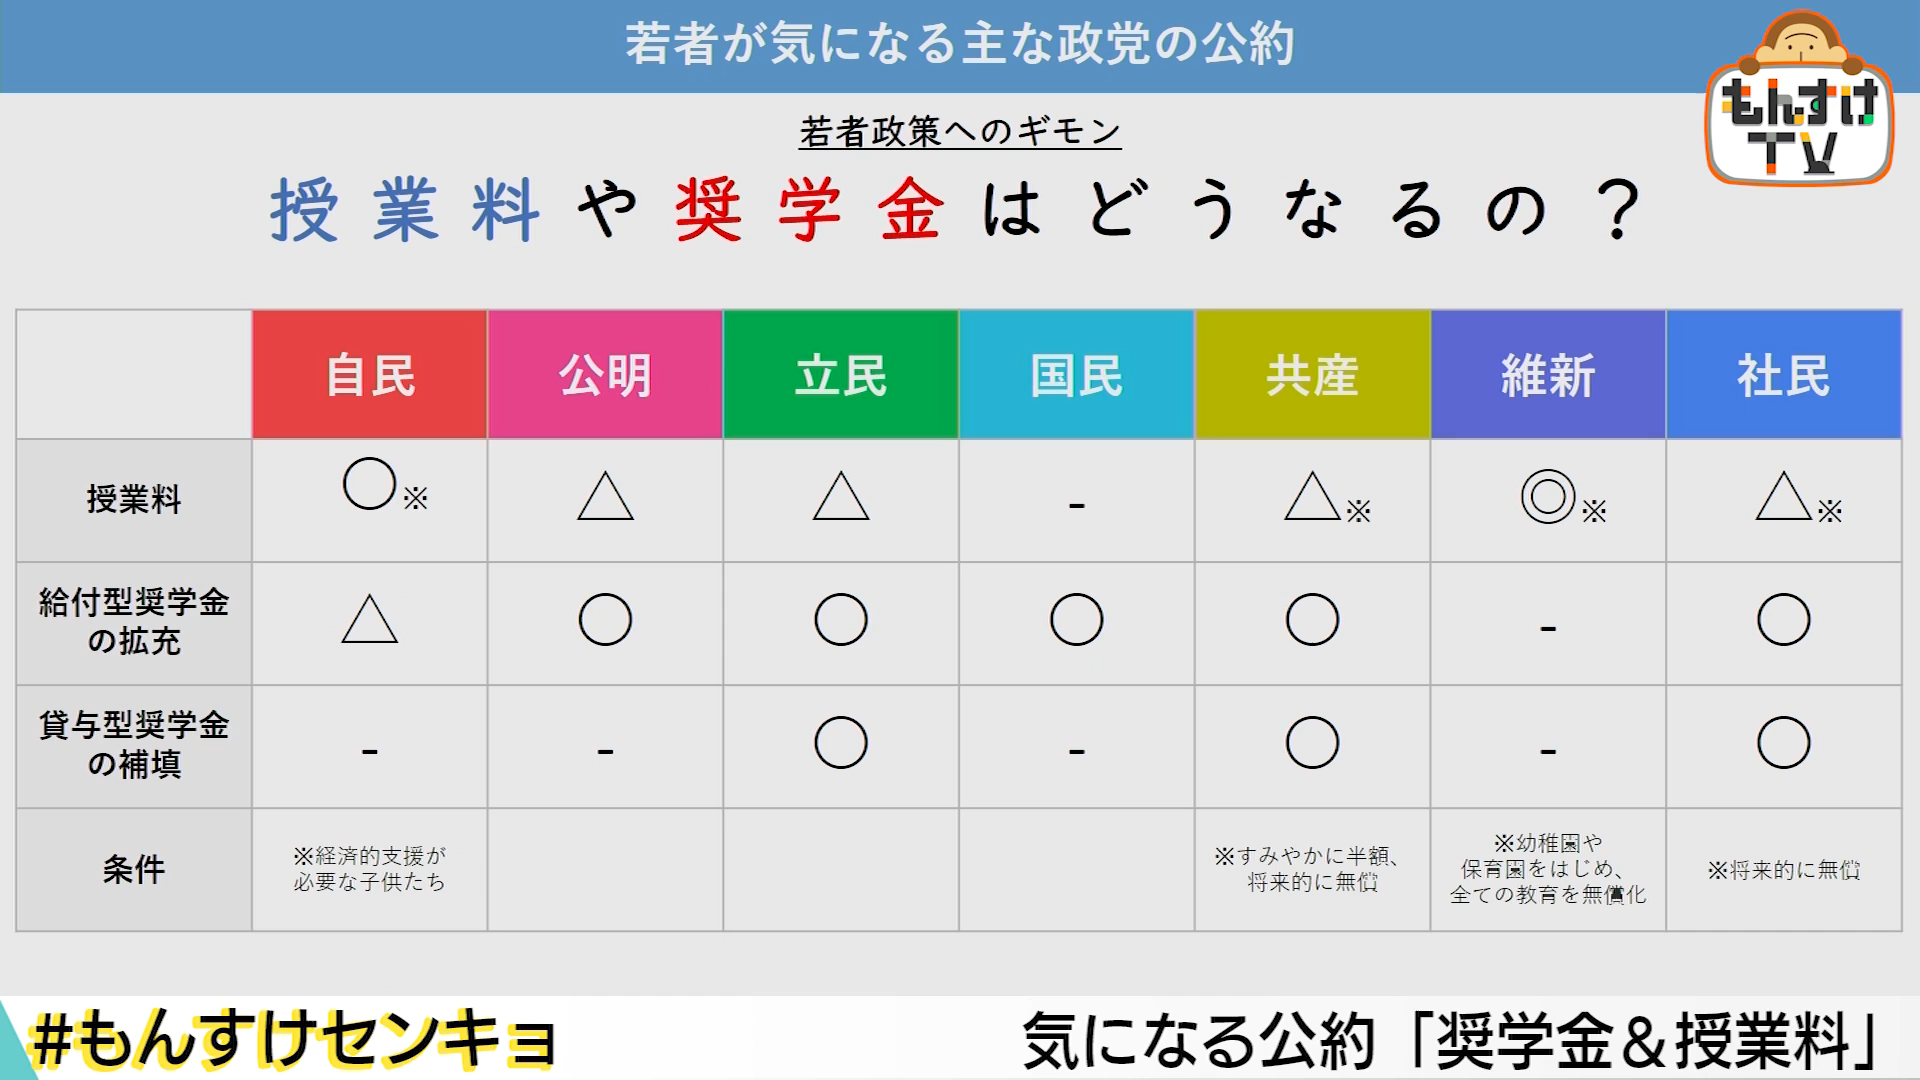 若者が気になる主な政党の公約
もんすけ
TV
若者政策へのギモン
授業料や奨学金はどうなるの？
自民 公明 立民 国民 共産 維新 社民
授業料 ○※ △ △ - △※ ◎※ △※
給付型奨学金
の拡充 △ ○ ○ ○ ○ - ○
貸与型奨学金
の補填 - - ○ - ○ - ○
条件
※経済的支援が
必要な子供たち
※すみやかに半額、
将来的に無償
※幼稚園や
保育園をはじめ、
全ての教育を無償化
※将来的に無償
#もんすけセンキョ
気になる公約「奨学金＆授業料」